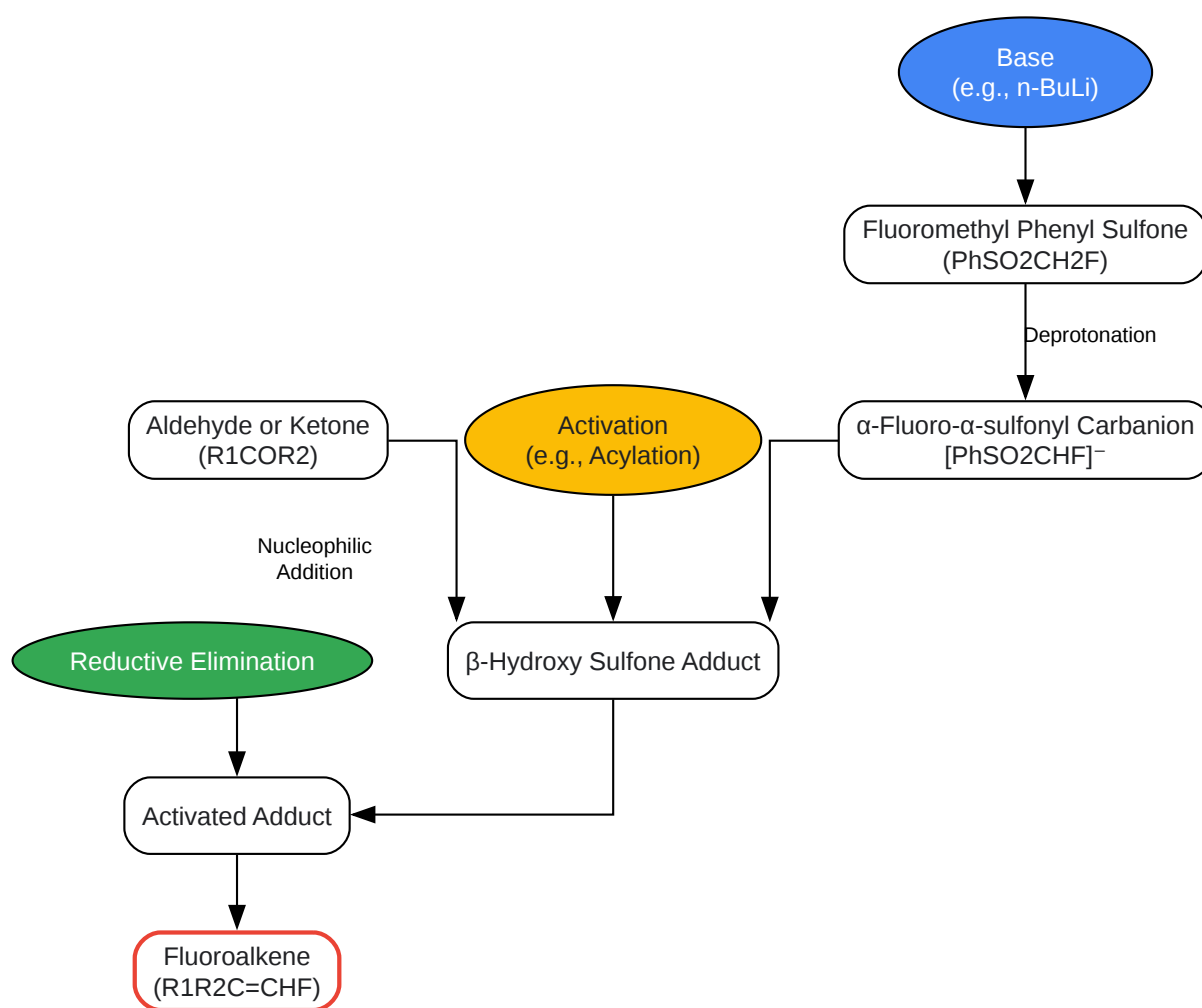 Base
(e.g., n-BuLi)
Fluoromethyl Phenyl Sulfone
(PhSO2CH2F)
Deprotonation
Aldehyde or Ketone
(R1COR2)
Activation
(e.g., Acylation)
α-Fluoro-α-sulfonyl Carbanion
[PhSO2CHF]⁻
Nucleophilic
Addition
Reductive Elimination
β-Hydroxy Sulfone Adduct
Activated Adduct
Fluoroalkene
(R1R2C=CHF)